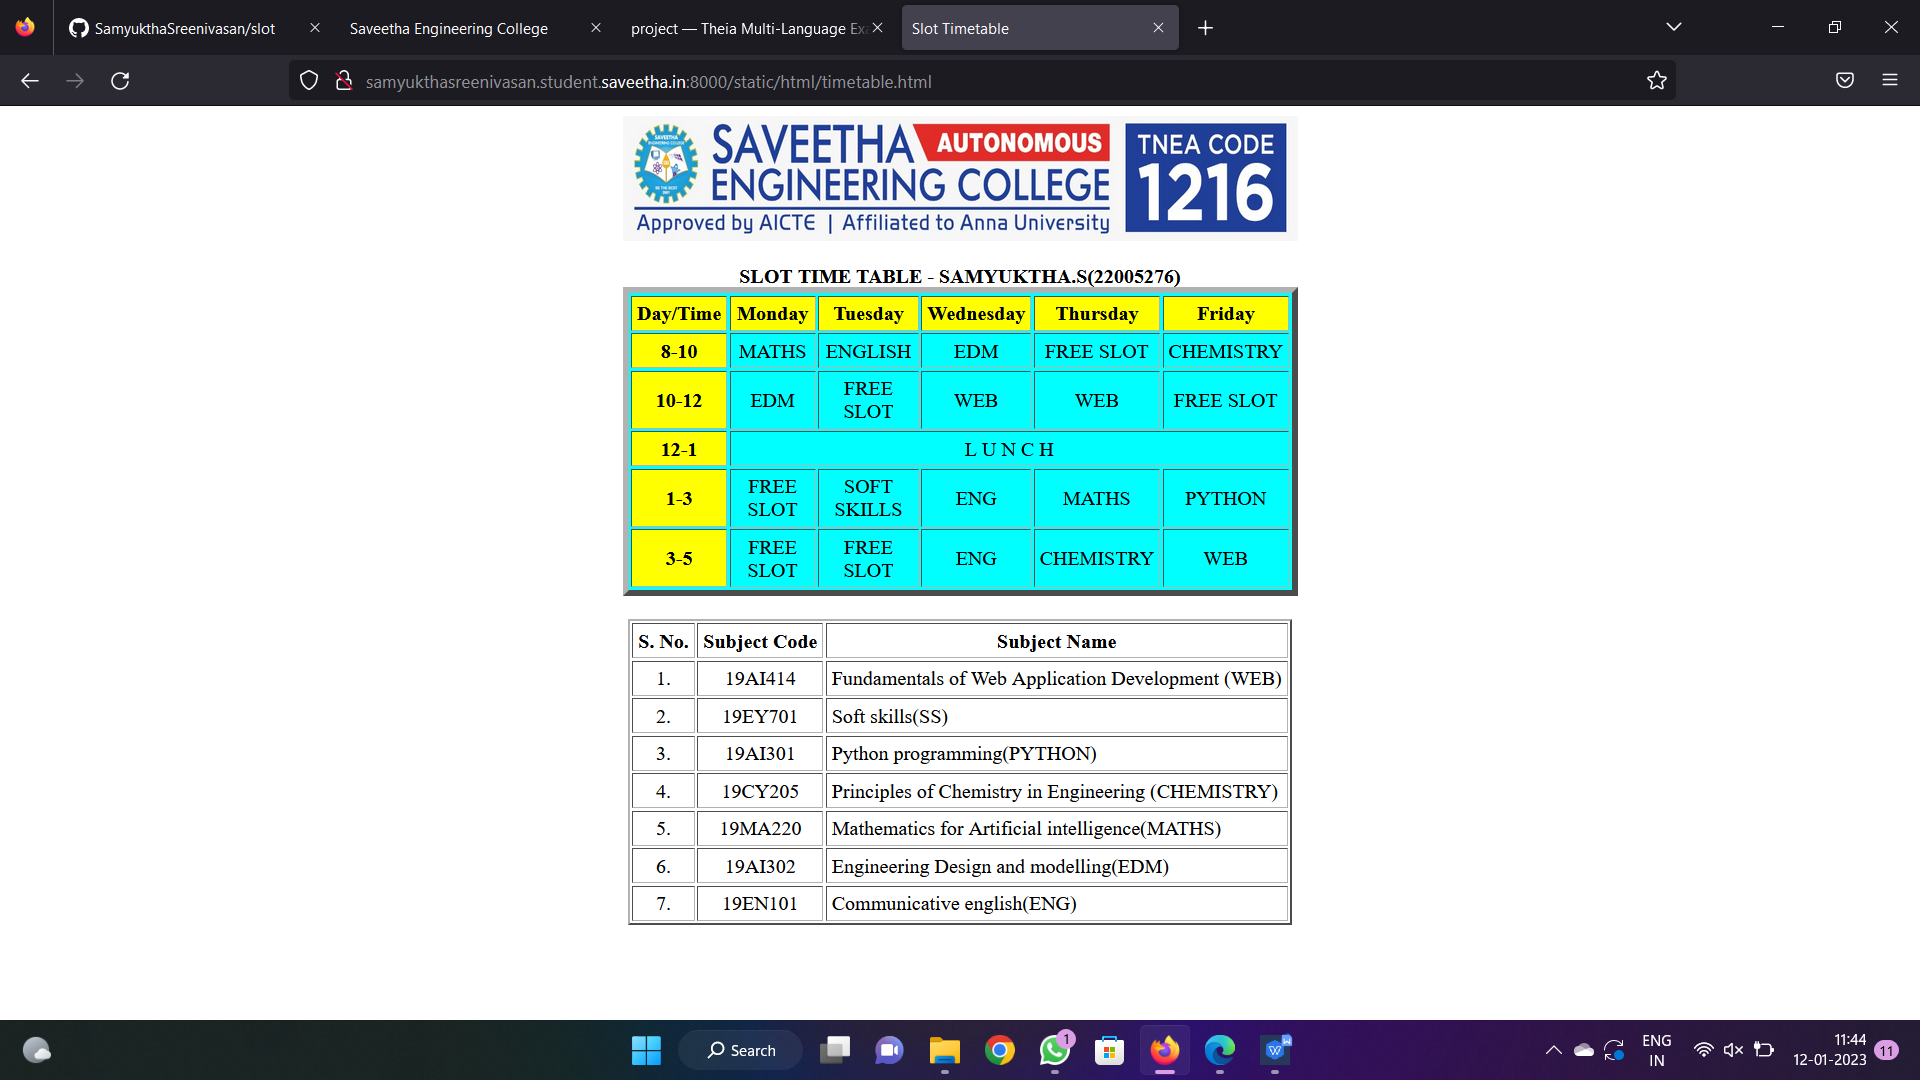 SamyukthaSreenivasan/slot
Saveetha Engineering College
project — Theia Multi-Language Exa
Slot Timetable
samyukthasreenivasan.student.saveetha.in:8000/static/html/timetable.html
SAVEETHA AUTONOMOUS
ENGINEERING COLLEGE
Approved by AICTE | Affiliated to Anna University
TNEA CODE
1216
SLOT TIME TABLE - SAMYUKTHA.S(22005276)
Day/Time Monday Tuesday Wednesday Thursday Friday
8-10 MATHS ENGLISH EDM FREE SLOT CHEMISTRY
10-12 EDM FREE SLOT WEB WEB FREE SLOT
12-1 L U N C H
1-3 FREE SLOT SOFT SKILLS ENG MATHS PYTHON
3-5 FREE SLOT FREE SLOT ENG CHEMISTRY WEB
S. No. Subject Code Subject Name
1. 19AI414 Fundamentals of Web Application Development (WEB)
2. 19EY701 Soft skills(SS)
3. 19AI301 Python programming(PYTHON)
4. 19CY205 Principles of Chemistry in Engineering (CHEMISTRY)
5. 19MA220 Mathematics for Artificial intelligence(MATHS)
6. 19AI302 Engineering Design and modelling(EDM)
7. 19EN101 Communicative english(ENG)
Search
1
ENG
IN
11:44
12-01-2023
11